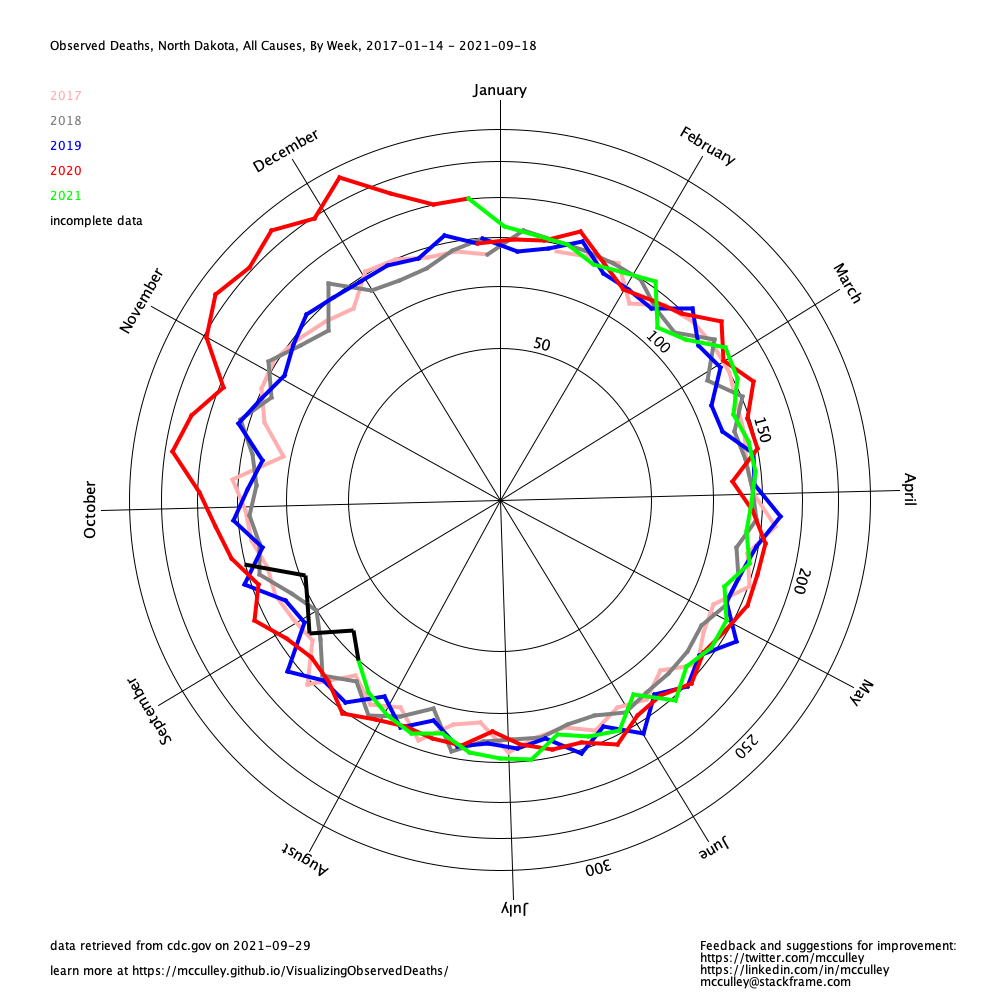 Observed Deaths, North Dakota, All Causes, By Week, 2017-01-14 - 2021-09-18
January
2017
2018
2019
2020
2021
incomplete data
December
February
November
March
50
100
150
October
April
200
September
May
250
August
June
300
July
data retrieved from cdc.gov on 2021-09-29
learn more at https://mcculley.github.io/VisualizingObservedDeaths/
Feedback and suggestions for improvement:
https://twitter.com/mcculley
https://linkedin.com/in/mcculley
mcculley@stackframe.com